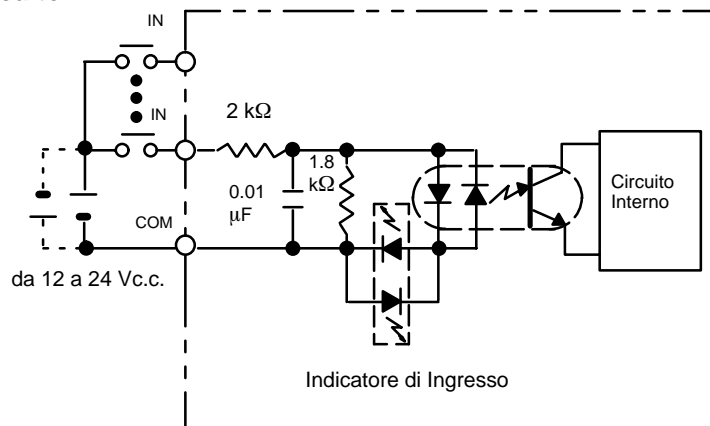 IN
IN
2 kΩ
1.8
kΩ
0.01
µF
COM
Circuito
Interno
da 12 a 24 Vc.c.
Indicatore di Ingresso